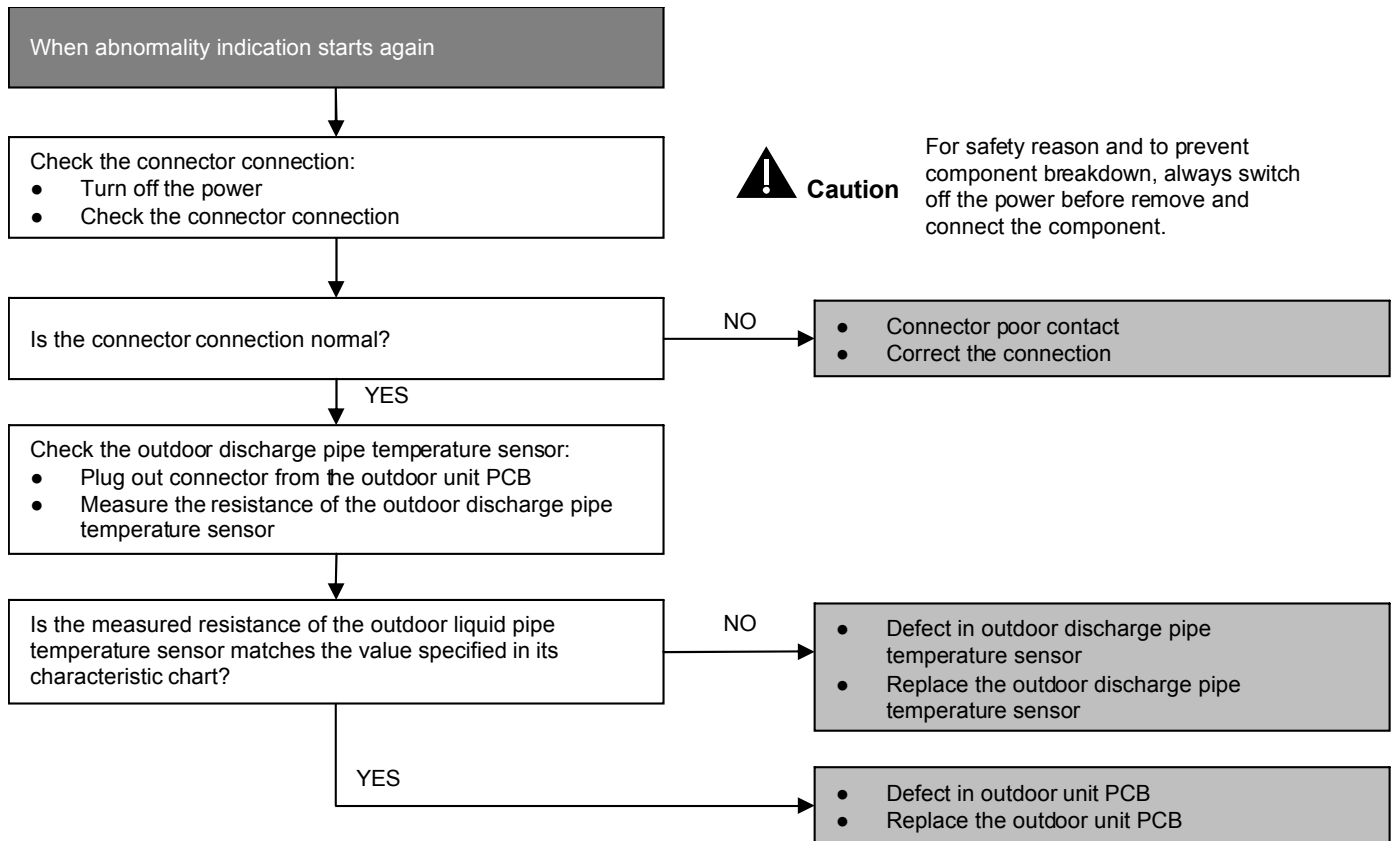 When abnormality indication starts again
Check the connector connection:
● Turn off the power
● Check the connector connection
Caution
For safety reason and to prevent
component breakdown, always switch
off the power before remove and
connect the component.
Is the connector connection normal?
NO
● Connector poor contact
● Correct the connection
YES
Check the outdoor discharge pipe temperature sensor:
● Plug out connector from the outdoor unit PCB
● Measure the resistance of the outdoor discharge pipe
temperature sensor
Is the measured resistance of the outdoor liquid pipe
temperature sensor matches the value specified in its
characteristic chart?
NO
● Defect in outdoor discharge pipe
temperature sensor
● Replace the outdoor discharge pipe
temperature sensor
YES
● Defect in outdoor unit PCB
● Replace the outdoor unit PCB